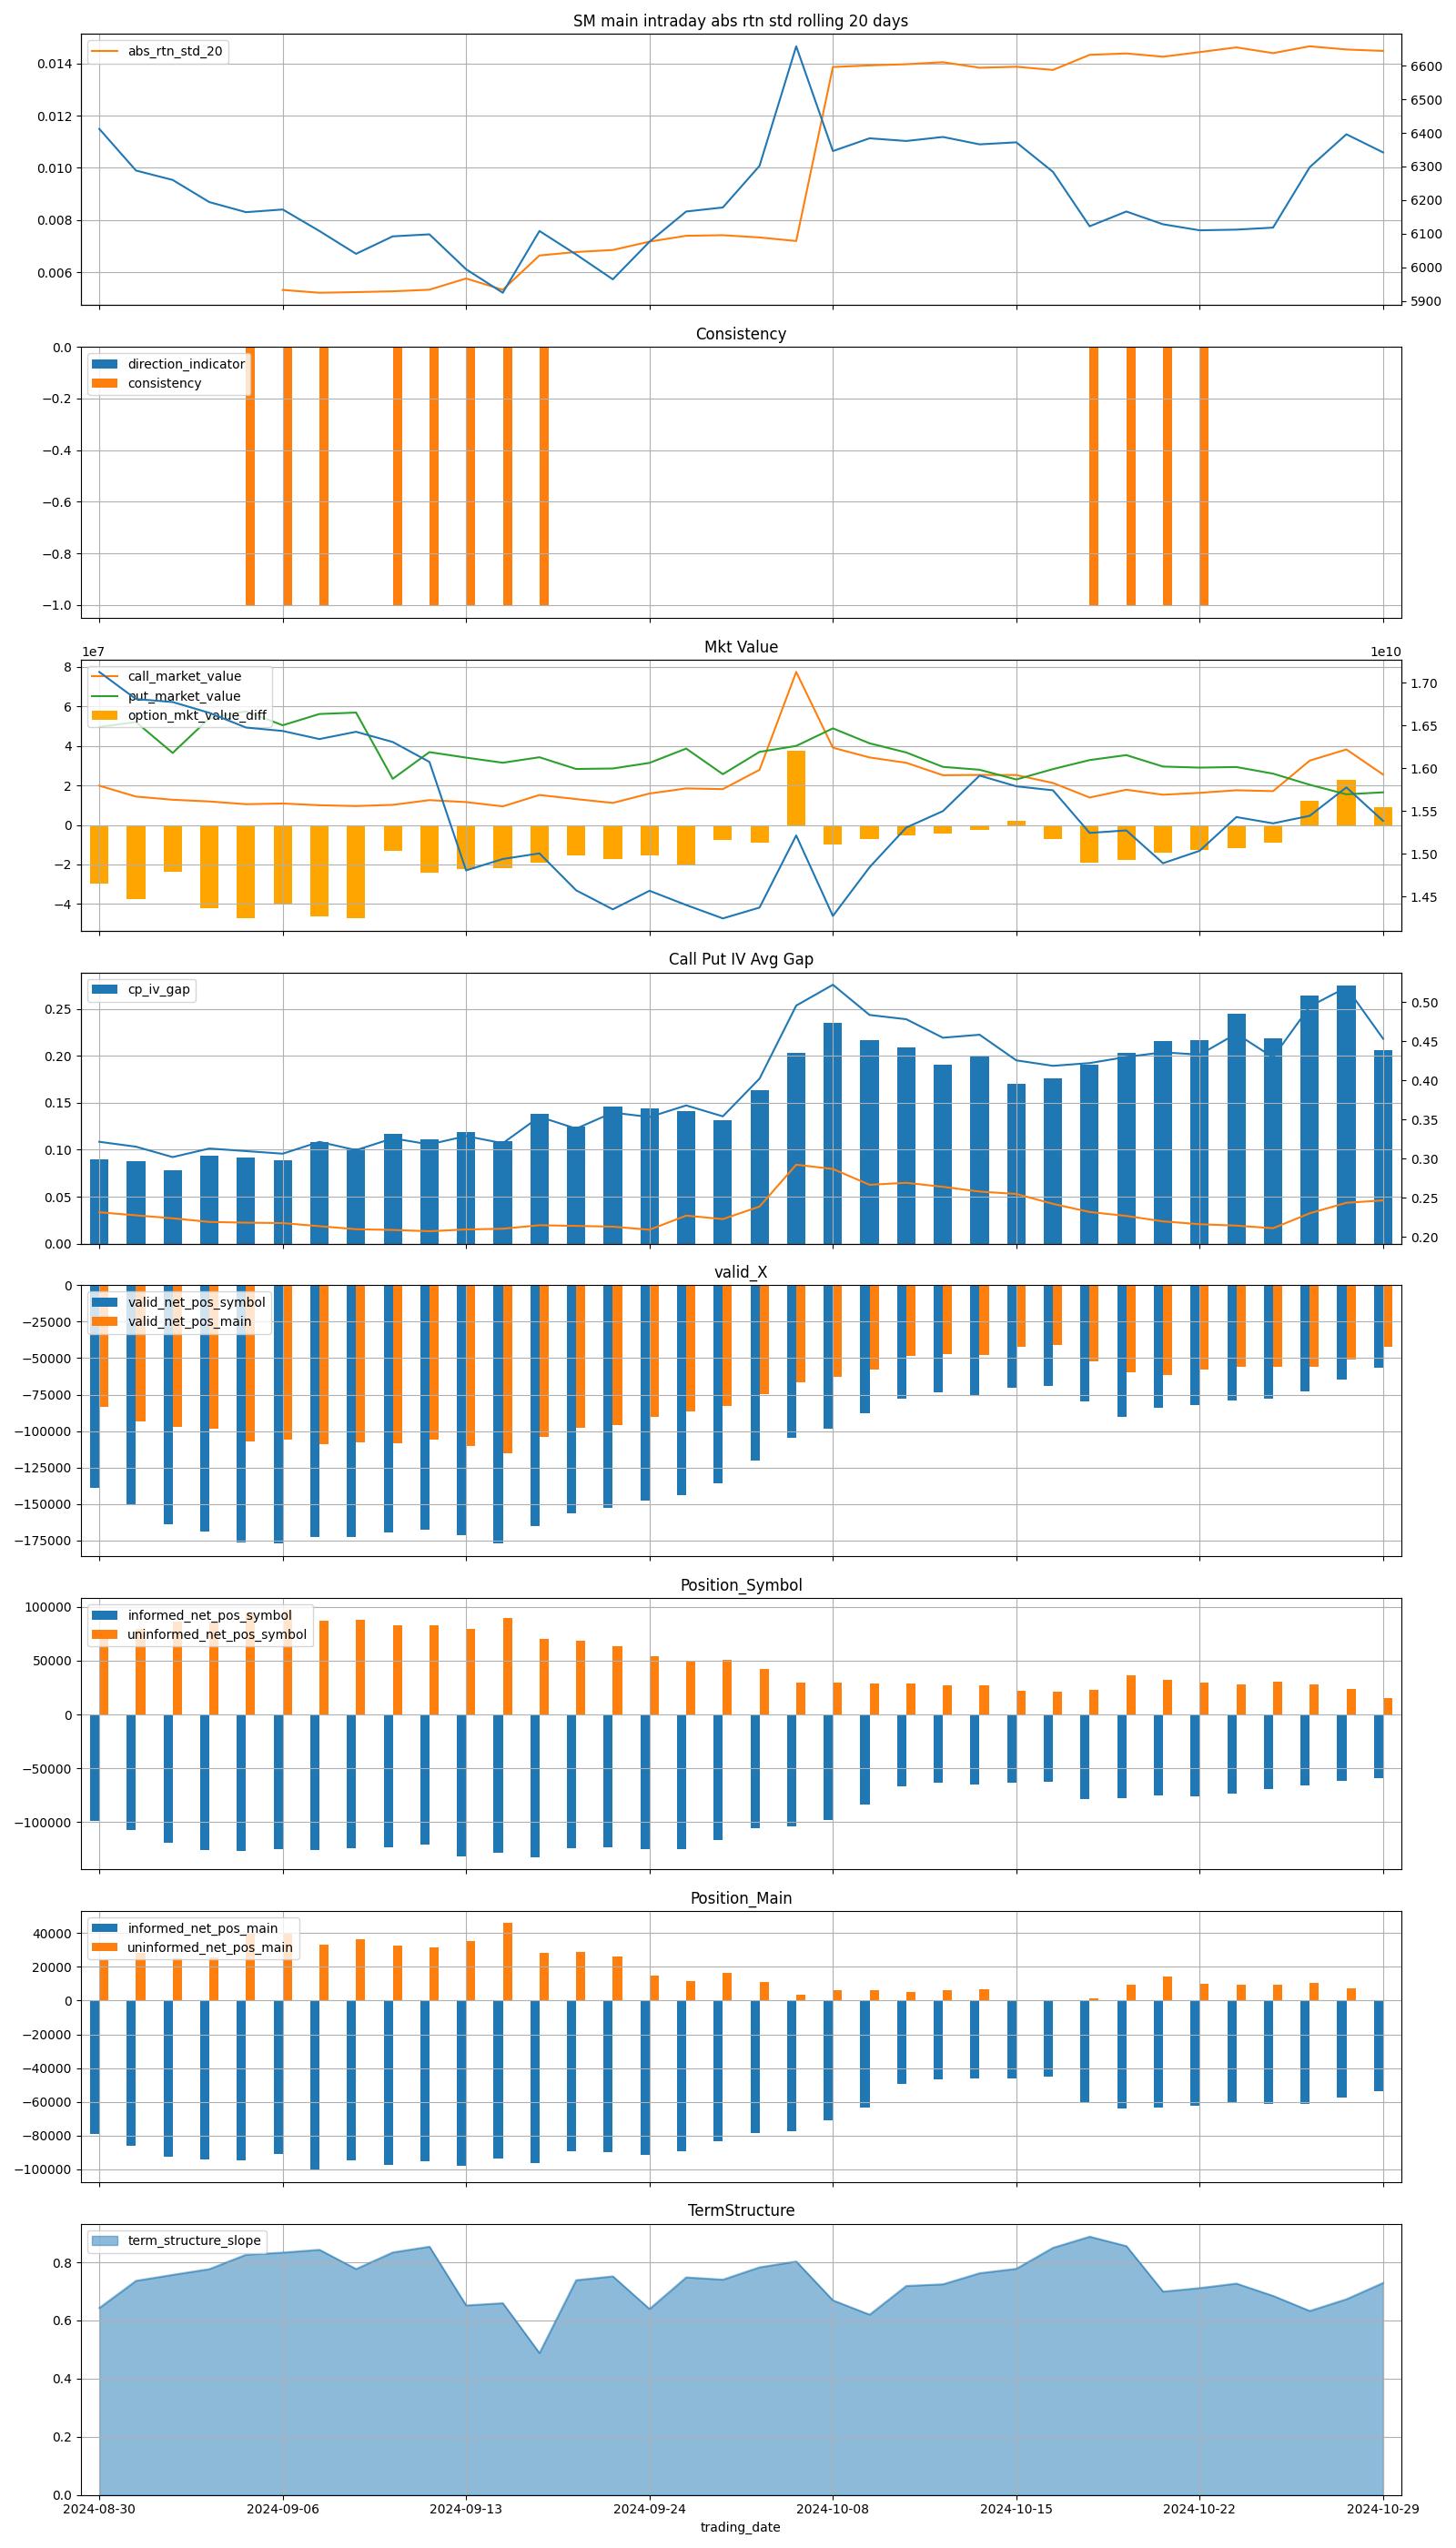 SM main intraday abs rtn std rolling 20 days
abs_rtn_std_20
0.014
0.012
0.010
0.008
0.006
6600
6500
6400
6300
6200
6100
6000
5900
Consistency
direction_indicator
consistency
0.0
−0.2
−0.4
−0.6
−0.8
−1.0
Mkt Value
1e7
1e10
call_market_value
put_market_value
option_mkt_value_diff
8
6
4
2
0
−2
−4
1.70
1.65
1.60
1.55
1.50
1.45
Call Put IV Avg Gap
cp_iv_gap
0.25
0.20
0.15
0.10
0.05
0.00
0.50
0.45
0.40
0.35
0.30
0.25
0.20
valid_X
valid_net_pos_symbol
valid_net_pos_main
0
−25000
−50000
−75000
−100000
−125000
−150000
−175000
Position_Symbol
informed_net_pos_symbol
uninformed_net_pos_symbol
100000
50000
0
−50000
−100000
Position_Main
informed_net_pos_main
uninformed_net_pos_main
40000
20000
0
−20000
−40000
−60000
−80000
−100000
TermStructure
term_structure_slope
0.8
0.6
0.4
0.2
0.0
2024-08-30 2024-09-06 2024-09-13 2024-09-24 2024-10-08 2024-10-15 2024-10-22 2024-10-29
trading_date